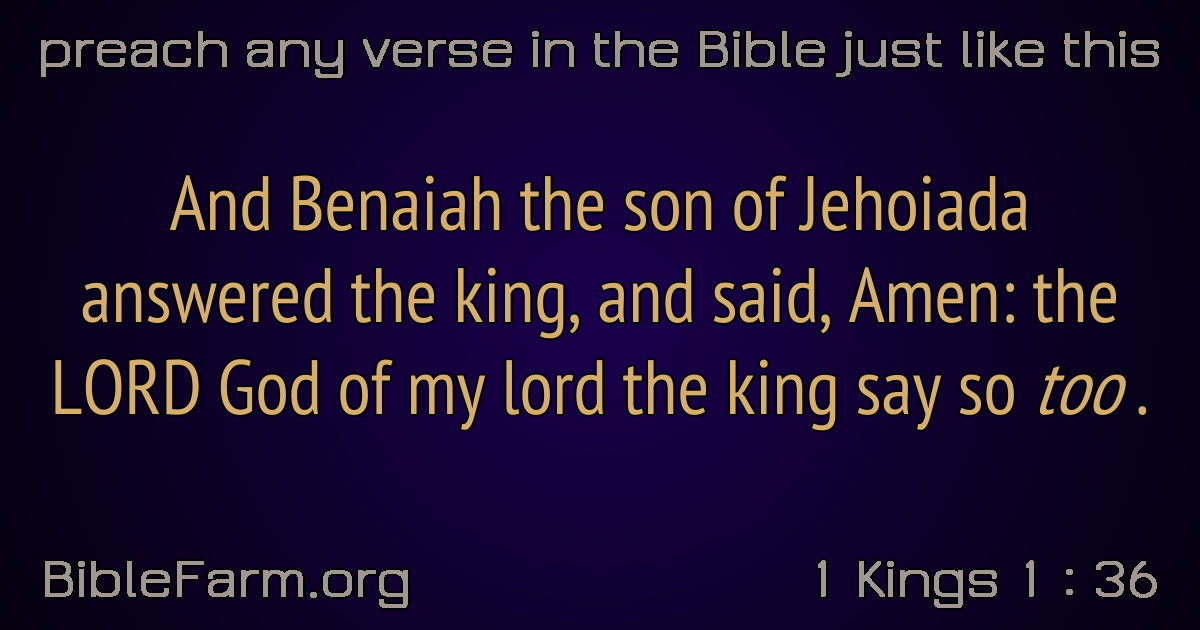 preach any verse in the Bible just like this
And Benaiah the son of Jehoiada
answered the king, and said, Amen: the
LORD God of my lord the king say so too .
BibleFarm.org
1 Kings 1 : 36